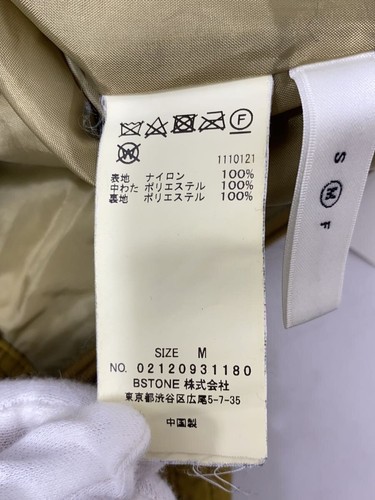 F
W
1110121
表地 ナイロン 100%
中わた ポリエステル 100%
裏地 ポリエステル 100%
SIZE M
NO. 02120931180
BSTONE 株式会社
東京都渋谷区広尾5-7-35
中国製
S M F